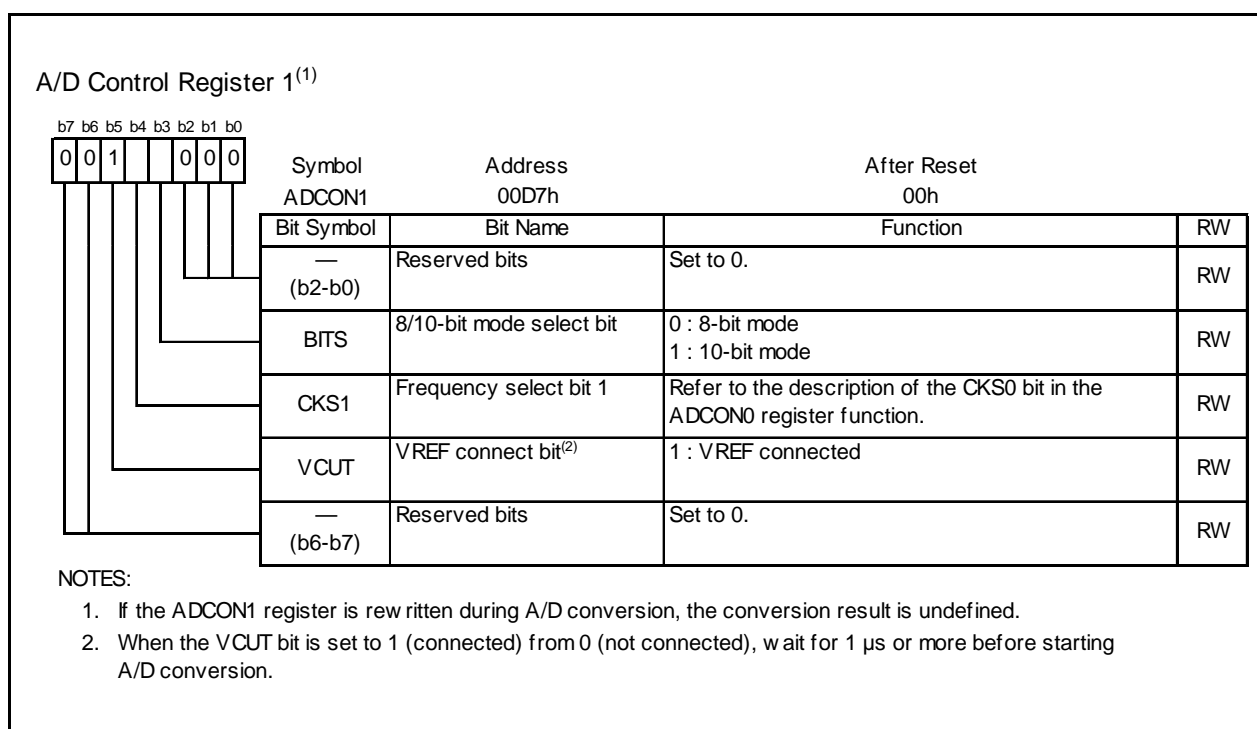 A/D Control Register 1(1)
b7 b6 b5 b4 b3 b2 b1 b0
0 0 1 0 0 0
Symbol Address After Reset
ADCON1 00D7h 00h
Bit Symbol Bit Name Function RW
— (b2-b0) Reserved bits Set to 0. RW
BITS 8/10-bit mode select bit 0 : 8-bit mode
1 : 10-bit mode RW
CKS1 Frequency select bit 1 Refer to the description of the CKS0 bit in the
ADCON0 register function. RW
VCUT VREF connect bit(2) 1 : VREF connected RW
— (b6-b7) Reserved bits Set to 0. RW
NOTES:
1. If the ADCON1 register is rewritten during A/D conversion, the conversion result is undefined.
2. When the VCUT bit is set to 1 (connected) from 0 (not connected), wait for 1 µs or more before starting
A/D conversion.